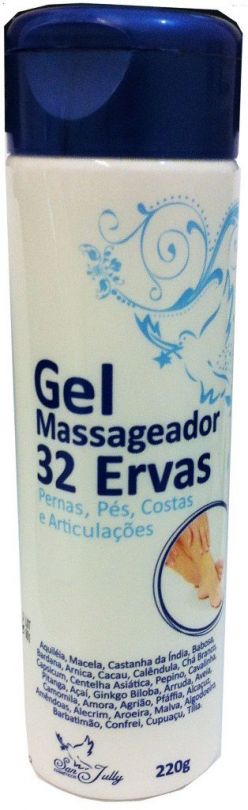 Gel
Massageador
32 Ervas
Pernas, Pés, Costas
e Articulações
Aquiléia, Macela, Castanha da Índia, Babosa,
Bardana, Arnica, Cacau, Calêndula, Chá Branco,
Capsicum, Centelha Asiática, Pepino, Cavalinha,
Pitanga, Açaí, Ginkgo Biloba, Arruda, Aveia,
Camomila, Amora, Agrião, Pfáffia, Alcaçuz,
Amêndoas, Alecrim, Aroeira, Malva, Algodoeiro,
Barbatimão, Confrei, Cupuaçu, Tília.
San Jully
220g